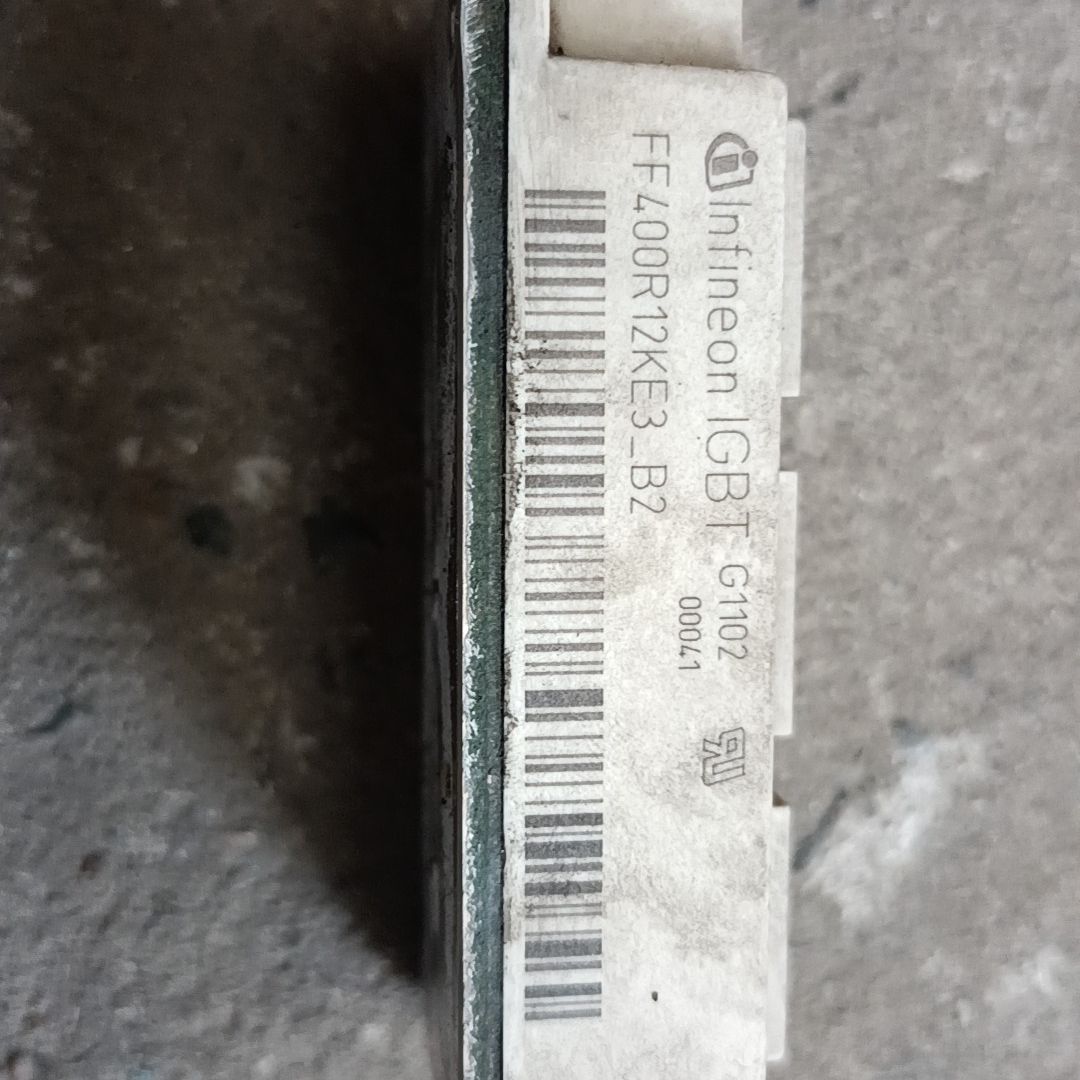 Infineon IGBT G1102
00041
FF400R12KE3_B2